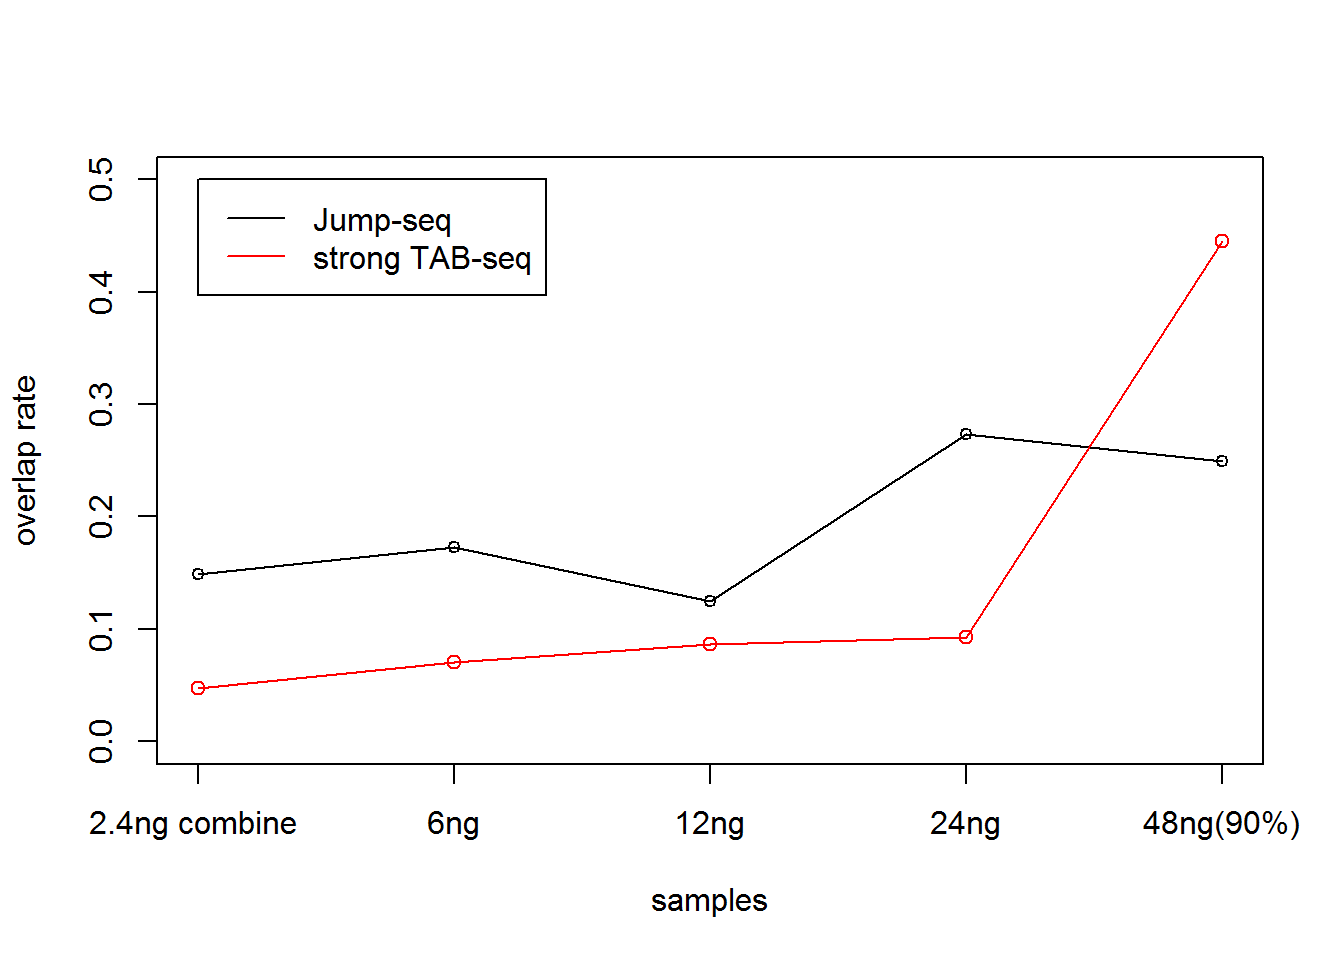 Jump-seq
strong TAB-seq
overlap rate
0.5
0.4
0.3
0.2
0.1
0.0
2.4ng combine 6ng 12ng 24ng 48ng(90%)
samples